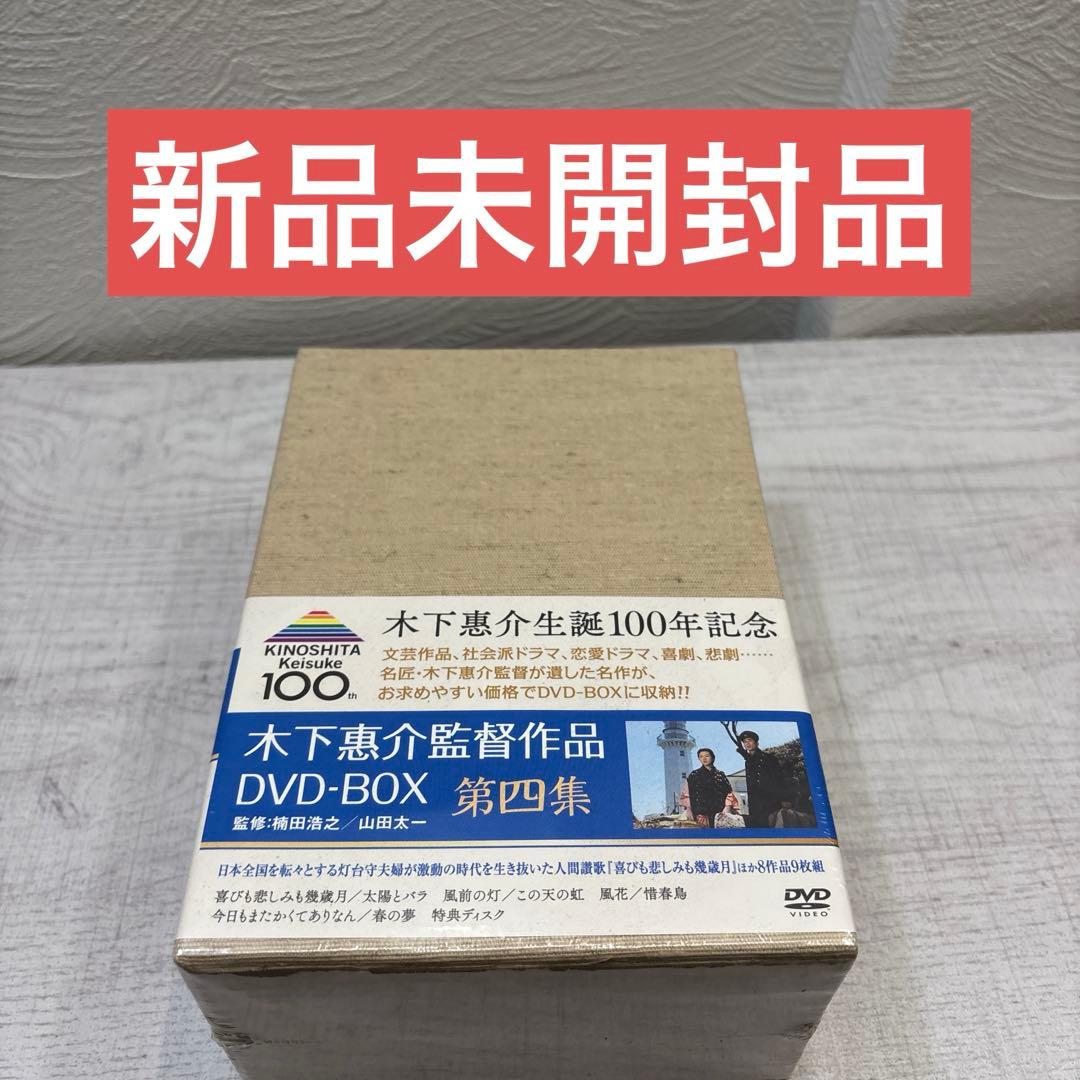 新品未開封品
KINOSHITA
Keisuke
100th
木下惠介生誕100年記念
文芸作品、社会派ドラマ、恋愛ドラマ、喜劇、悲劇……
名匠・木下惠介監督が遺した名作が、
お求めやすい価格でDVD-BOXに収納!!
木下惠介監督作品
DVD-BOX 第四集
監修:楠田浩之/山田太一
日本全国を転々とする灯台守夫婦が激動の時代を生き抜いた人間讃歌『喜びも悲しみも幾歳月』ほか8作品9枚組
喜びも悲しみも幾歳月/太陽とバラ 風前の灯/この天の虹 風花/惜春鳥
今日もまたかくてありなん/春の夢 特典ディスク
DVD
VIDEO